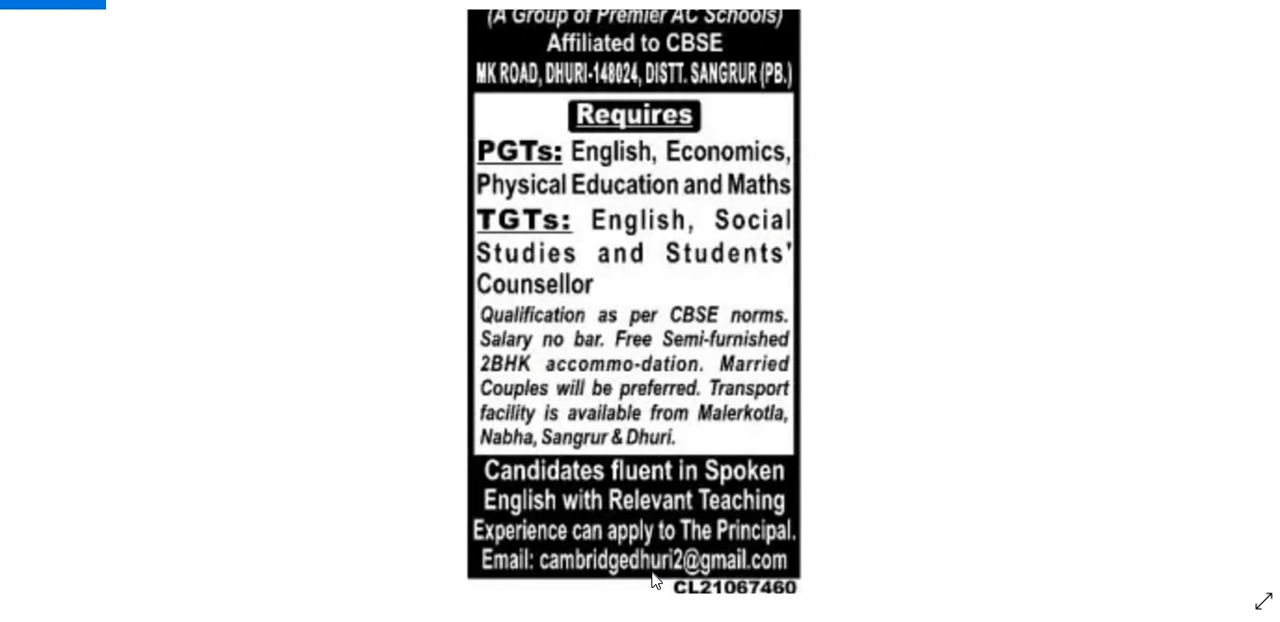 (A Group of Premier AC Schools)
Affiliated to CBSE
MK ROAD, DHURI-148024, DISTT. SANGRUR (PB.)
Requires
PGTs: English, Economics,
Physical Education and Maths
TGTs: English, Social
Studies and Students'
Counsellor
Qualification as per CBSE norms.
Salary no bar. Free Semi-furnished
2BHK accommo-dation. Married
Couples will be preferred. Transport
facility is available from Malerkotla,
Nabha, Sangrur & Dhuri.
Candidates fluent in Spoken
English with Relevant Teaching
Experience can apply to The Principal.
Email: cambridgedhuri2@gmail.com
CL21067460